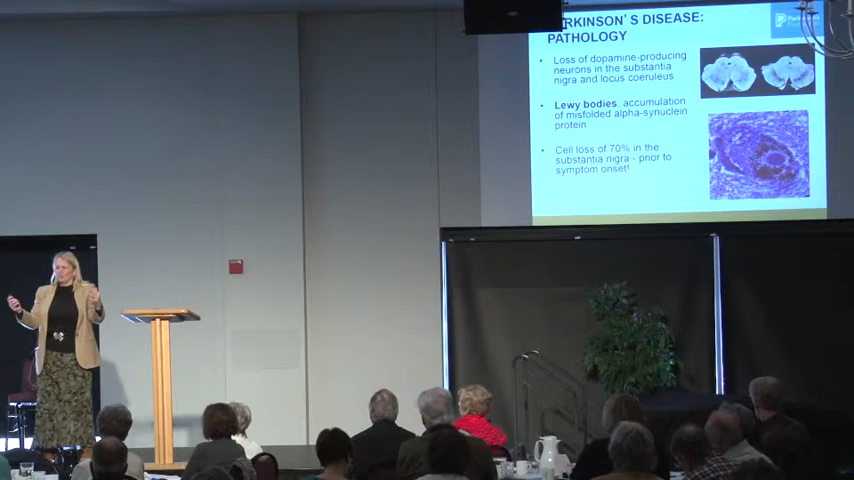 PARKINSON'S DISEASE:
PATHOLOGY
• Loss of dopamine-producing
neurons in the substantia
nigra and locus coeruleus
• Lewy bodies: accumulation
of misfolded alpha-synuclein
protein
• Cell loss of 70% in the
substantia nigra - prior to
symptom onset!